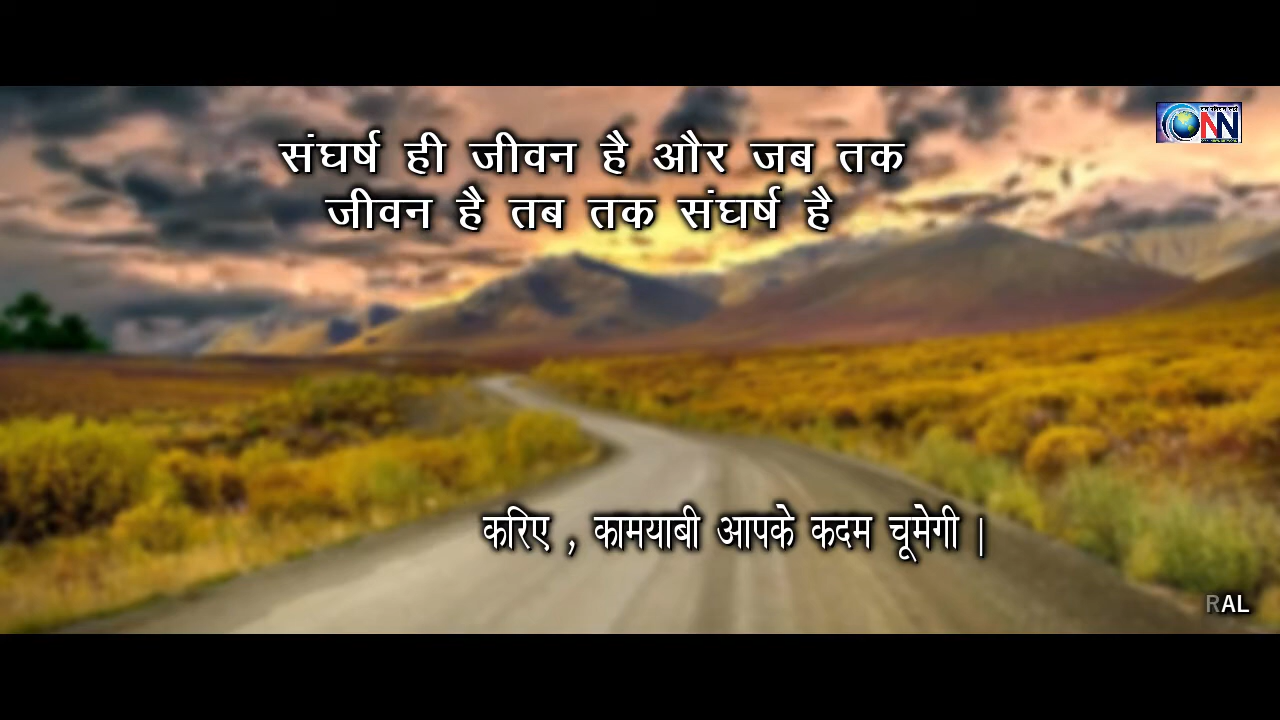 संघर्ष ही जीवन है और जब तक
जीवन है तब तक संघर्ष है
करिए , कामयाबी आपके कदम चूमेगी |
ONN
RAL